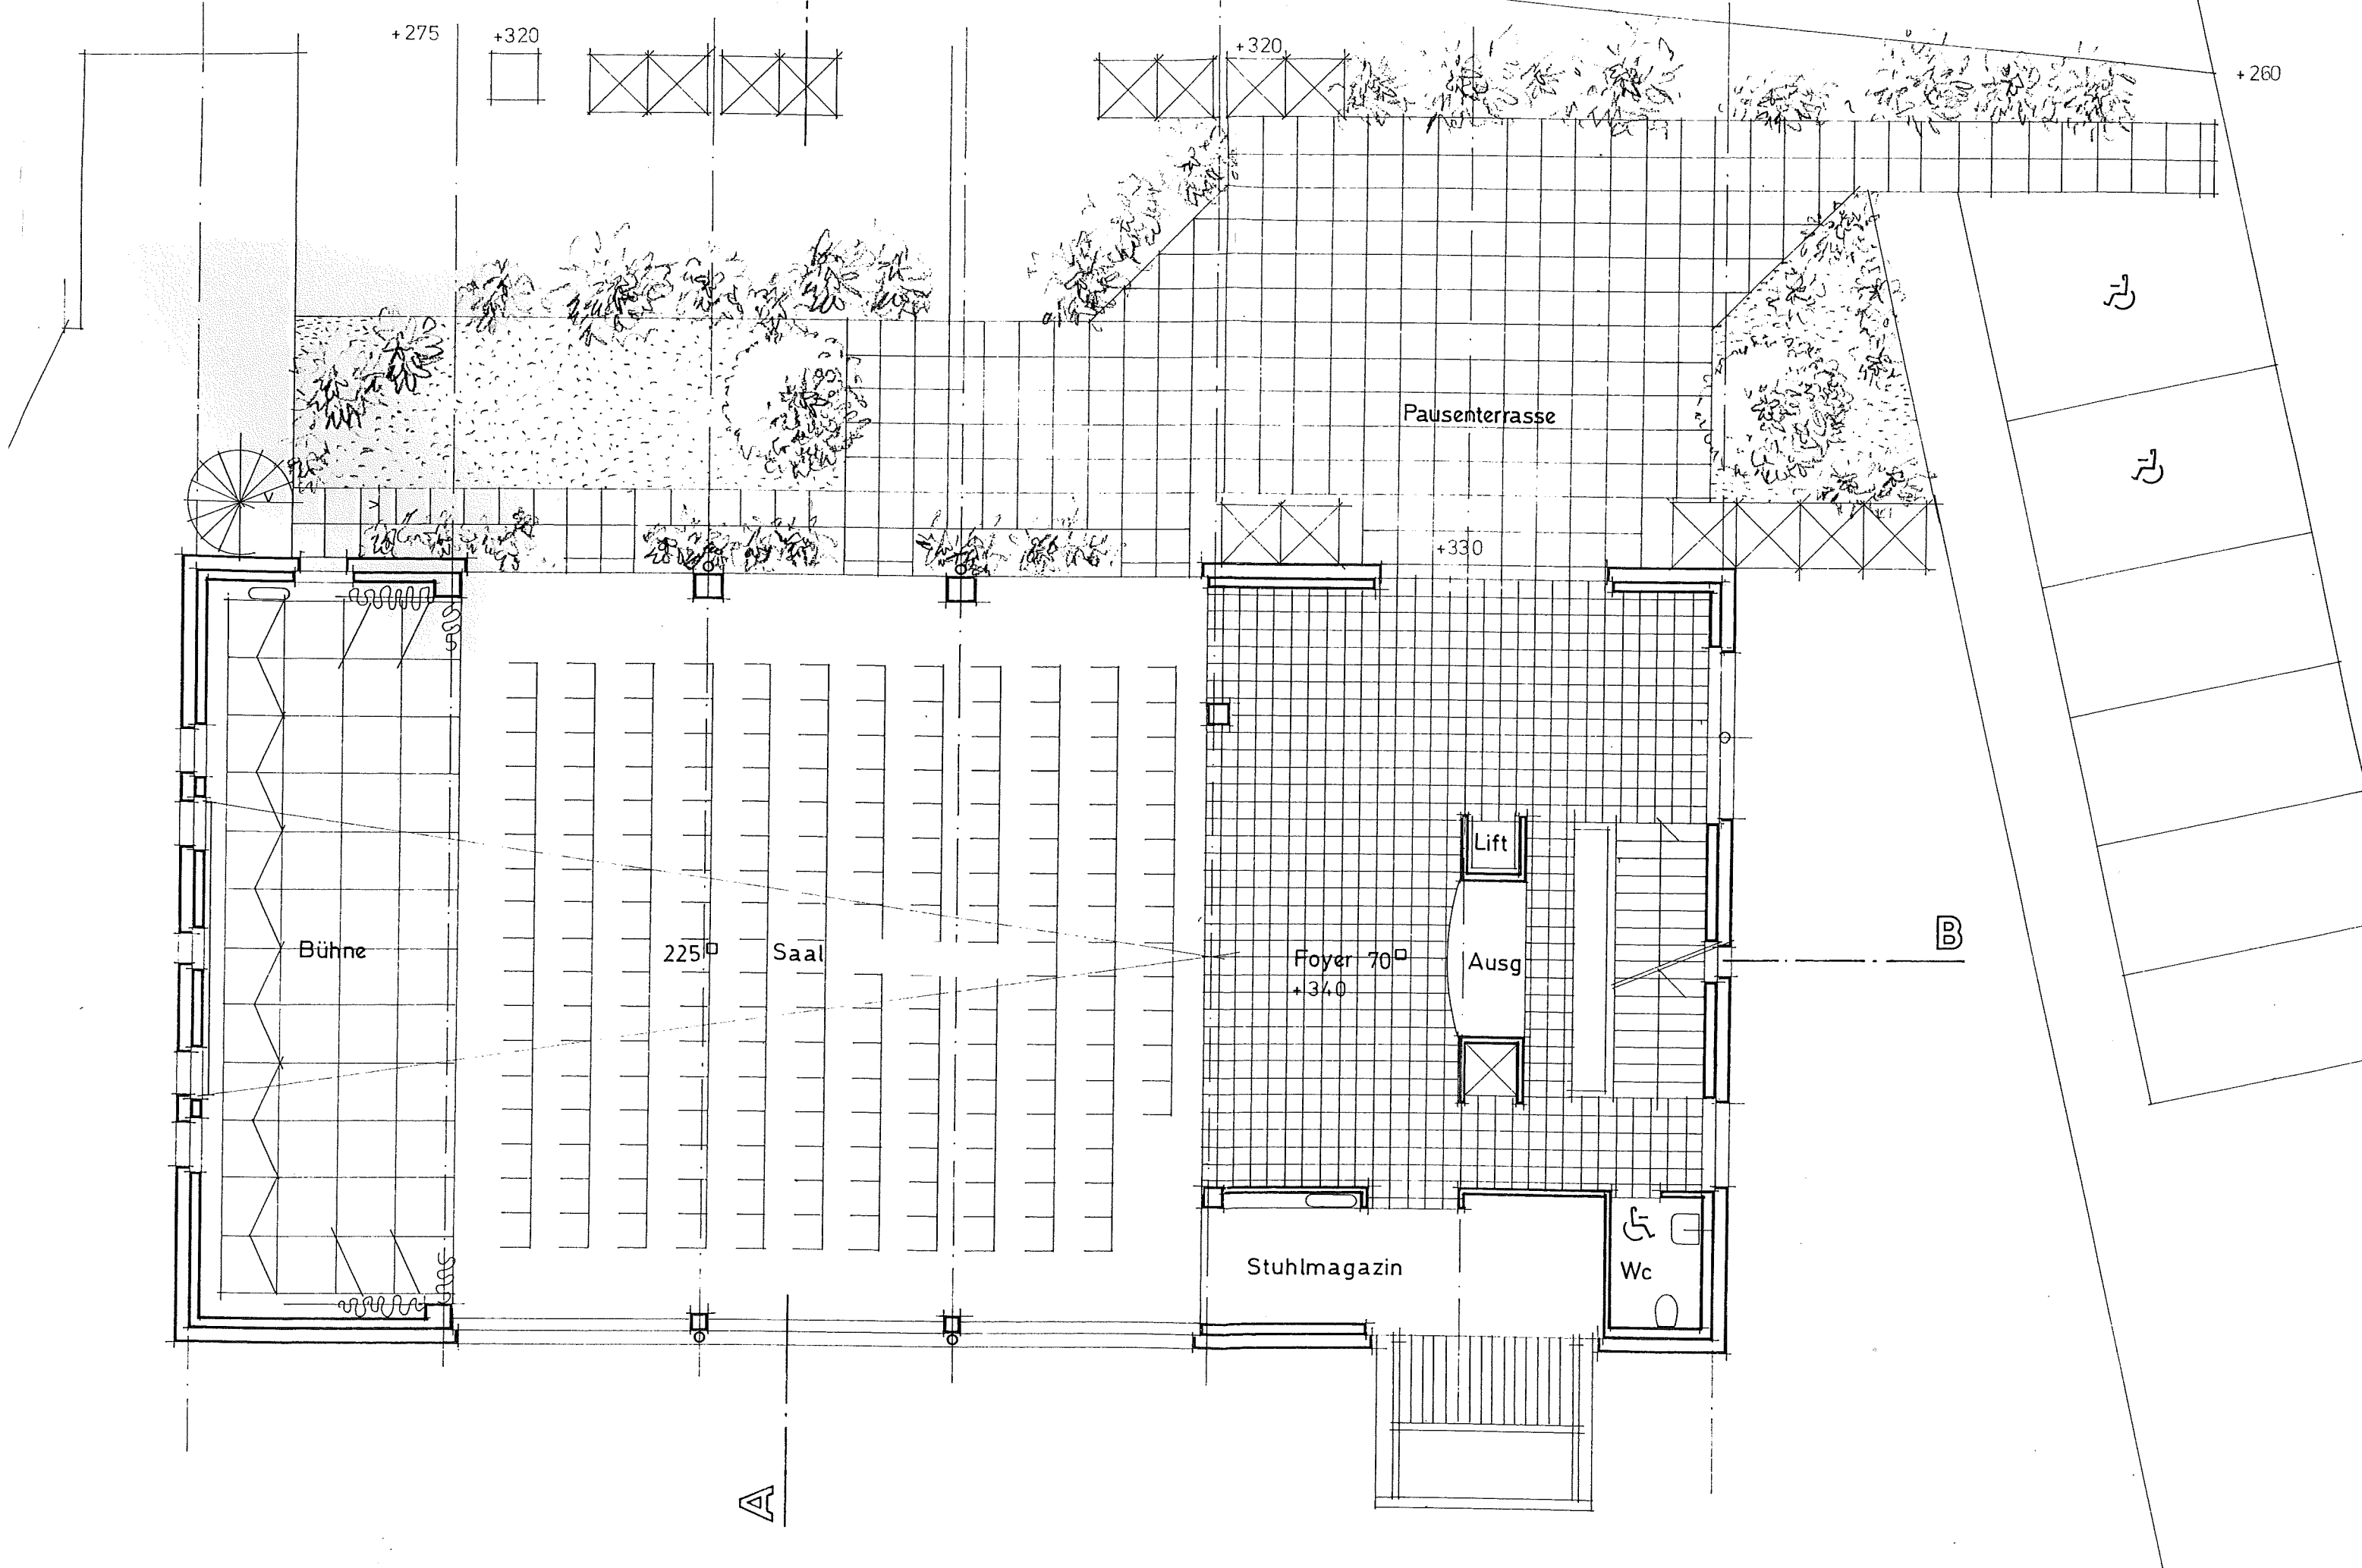 +275
+320
+320
+260
Pausenterrasse
+330
Lift
Bühne
225□
Saal
Foyer 70□
+340
Ausg
B
Stuhlmagazin
Wc
A